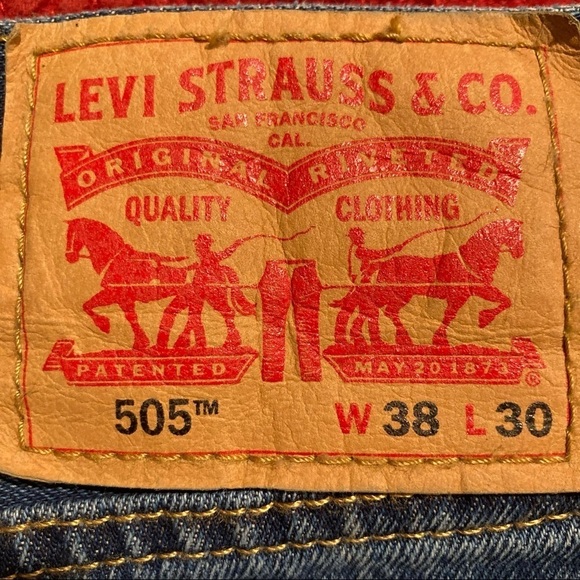 LEVI STRAUSS & CO.
SAN FRANCISCO
CAL.
ORIGINAL RIVETED
QUALITY CLOTHING
PATENTED MAY 20 1873 ®
505™ W 38 L 30